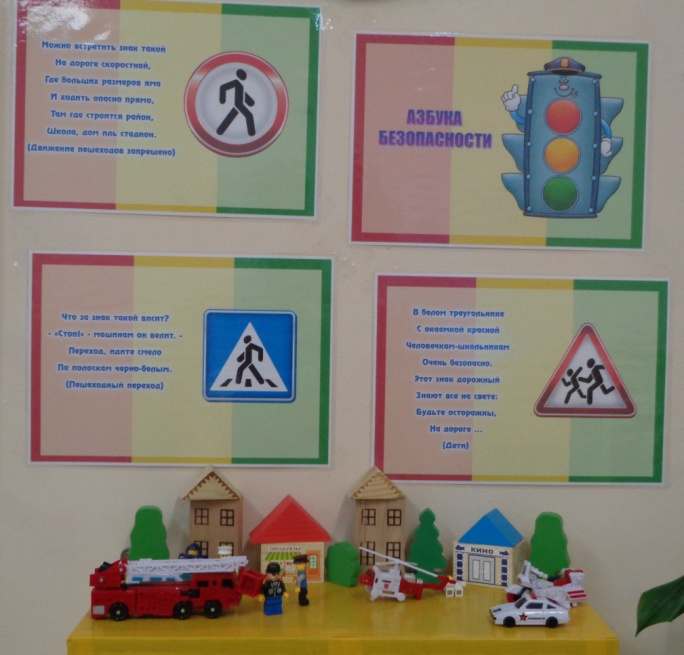 Можно встретить знак такой
На дороге скоростной,
Где больших размеров яма
И ходить опасно прямо,
Там где строится район,
Школа, дом иль стадион.
(Движение пешеходов запрещено)
АЗБУКА
БЕЗОПАСНОСТИ
Что за знак такой висит?
- «Стоп!» - машинам он велит. -
Переход, идите смело
По полоскам черно-белым.
(Пешеходный переход)
В белом треугольнике
С окаемкой красной
Человечкам-школьникам
Очень безопасно.
Этот знак дорожный
Знают все на свете:
Будьте осторожны,
На дороге ...
(Дети)
ПРОДУКТЫ
КИНО